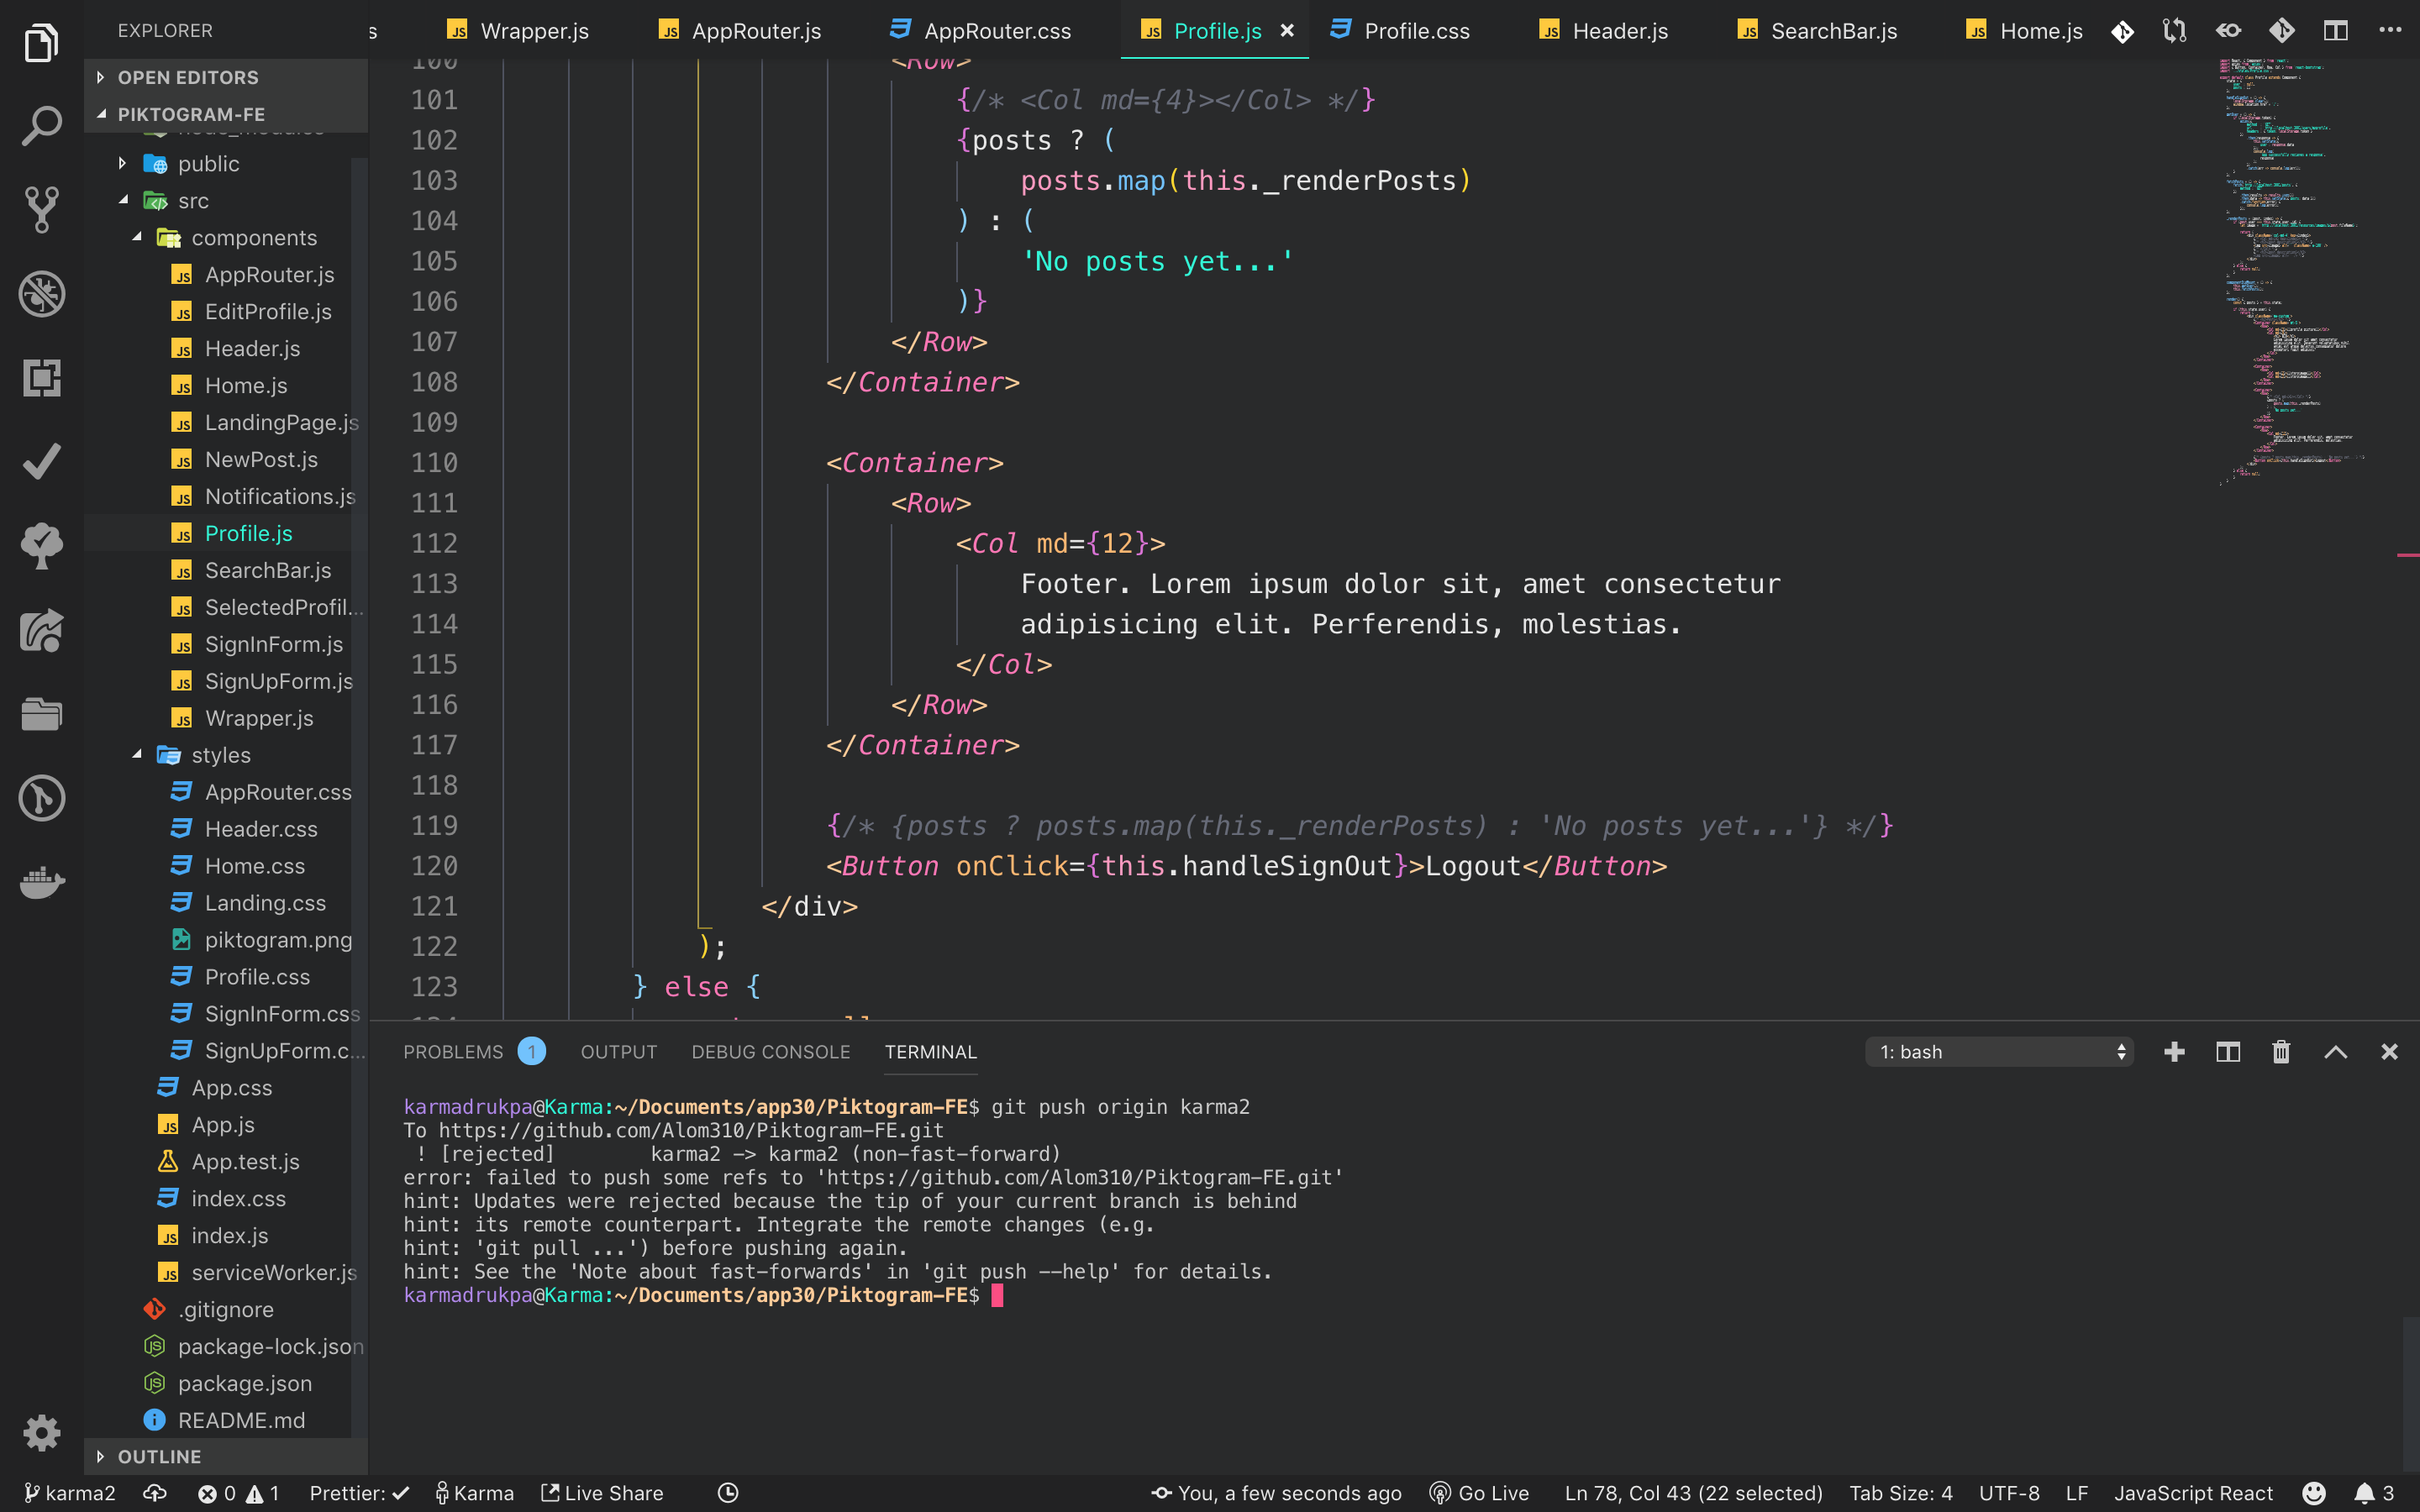 EXPLORER
s
Wrapper.js
AppRouter.js
AppRouter.css
Profile.js
Profile.css
Header.js
SearchBar.js
Home.js
OPEN EDITORS
PIKTOGRAM-FE
node_modules
public
src
components
AppRouter.js
EditProfile.js
Header.js
Home.js
LandingPage.js
NewPost.js
Notifications.js
Profile.js
SearchBar.js
SelectedProfil...
SignInForm.js
SignUpForm.js
Wrapper.js
styles
AppRouter.css
Header.css
Home.css
Landing.css
piktogram.png
Profile.css
SignInForm.css
SignUpForm.c...
App.css
App.js
App.test.js
index.css
index.js
serviceWorker.js
.gitignore
package-lock.json
package.json
README.md
OUTLINE
100 <Row>
101 {/* <Col md={4}></Col> */}
102 {posts ? (
103 posts.map(this._renderPosts)
104 ) : (
105 'No posts yet...'
106 )}
107 </Row>
108 </Container>
109
110 <Container>
111 <Row>
112 <Col md={12}>
113 Footer. Lorem ipsum dolor sit, amet consectetur
114 adipisicing elit. Perferendis, molestias.
115 </Col>
116 </Row>
117 </Container>
118
119 {/* {posts ? posts.map(this._renderPosts) : 'No posts yet...'} */}
120 <Button onClick={this.handleSignOut}>Logout</Button>
121 </div>
122 );
123 } else {
PROBLEMS 1 OUTPUT DEBUG CONSOLE TERMINAL 1: bash
karmadrukpa@Karma:~/Documents/app30/Piktogram-FE$ git push origin karma2
To https://github.com/Alom310/Piktogram-FE.git
! [rejected] karma2 -> karma2 (non-fast-forward)
error: failed to push some refs to 'https://github.com/Alom310/Piktogram-FE.git'
hint: Updates were rejected because the tip of your current branch is behind
hint: its remote counterpart. Integrate the remote changes (e.g.
hint: 'git pull ...') before pushing again.
hint: See the 'Note about fast-forwards' in 'git push --help' for details.
karmadrukpa@Karma:~/Documents/app30/Piktogram-FE$
karma2 0 1 Prettier: ✓ Karma Live Share You, a few seconds ago Go Live Ln 78, Col 43 (22 selected) Tab Size: 4 UTF-8 LF JavaScript React 3